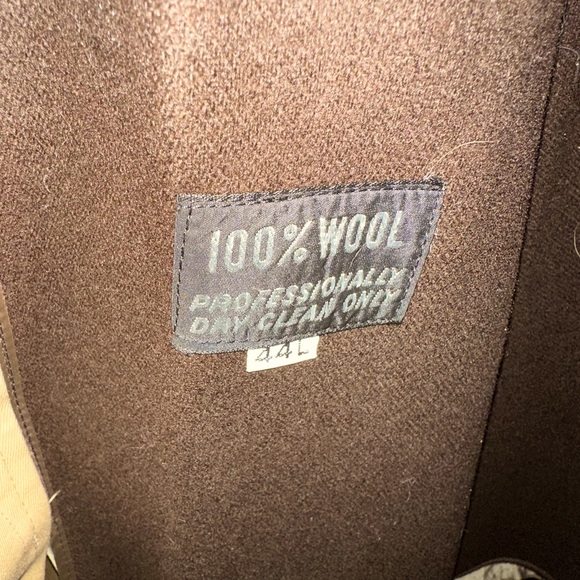 100% WOOL
PROFESSIONALLY
DRY CLEAN ONLY
44L